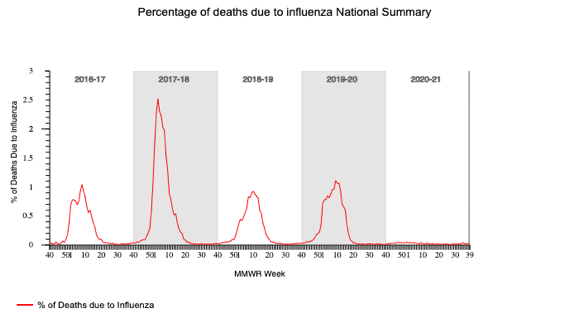 Percentage of deaths due to influenza National Summary
2016-17 2017-18 2018-19 2019-20 2020-21
% of Deaths Due to Influenza
3
2.5
2
1.5
1
0.5
0
40 50 1 10 20 30 40 50 1 10 20 30 40 50 1 10 20 30 40 50 1 10 20 30 40 50 1 10 20 30 39
MMWR Week
% of Deaths due to Influenza